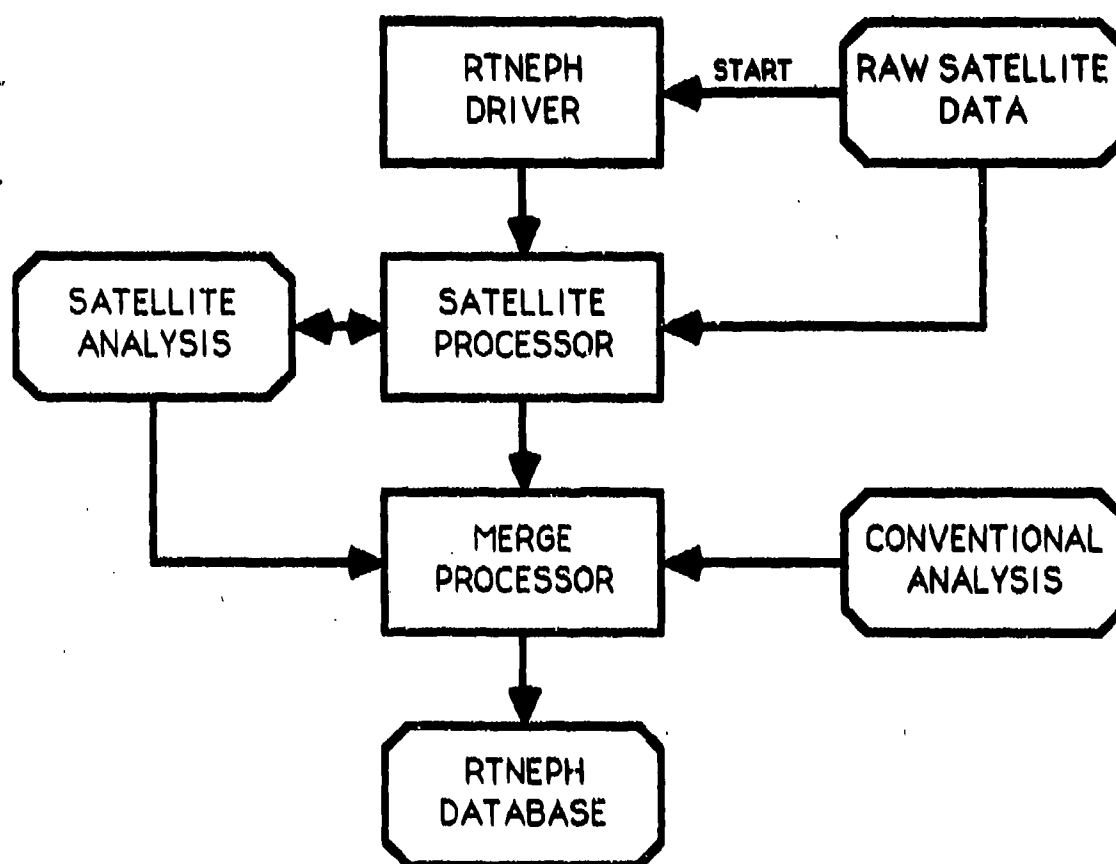 RTNEPH
DRIVER
START
RAW SATELLITE
DATA
SATELLITE
ANALYSIS
SATELLITE
PROCESSOR
MERGE
PROCESSOR
CONVENTIONAL
ANALYSIS
RTNEPH
DATABASE